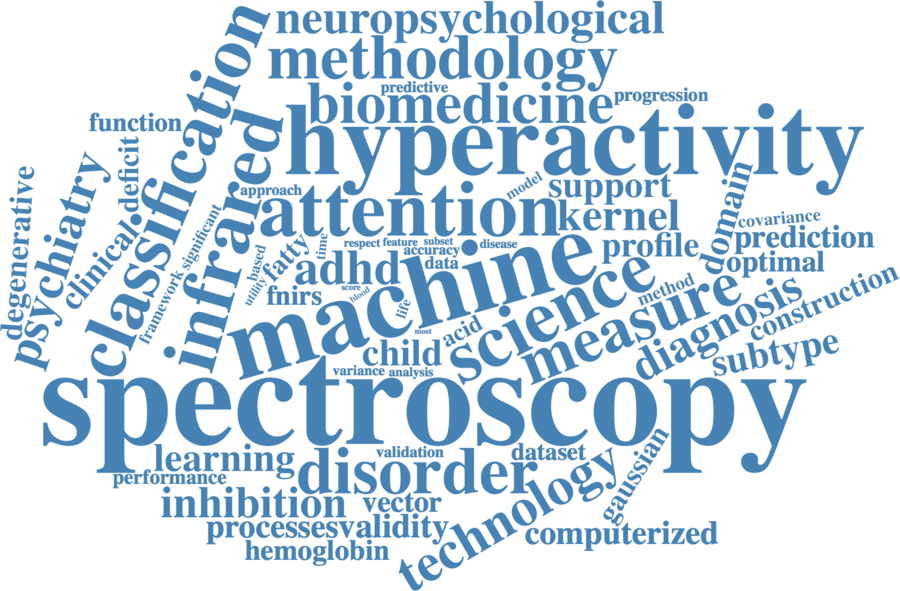 neuropsychological
methodology
predictive
biomedicine
progression
function
hyperactivity
classification
infrared
deficit
degenerative
psychiatry
clinical
approach
model
support
attention
kernel
domain
covariance
significant
framework
based
utility
fatty
time
respect
feature
subset
accuracy
disease
profile
prediction
optimal
adhd
data
machine
fnirs
score
blood
life
most
science
method
measure
construction
diagnosis
acid
child
variance
analysis
subtype
spectroscopy
learning
validation
dataset
gaussian
performance
disorder
inhibition
vector
technology
processes
validity
computerized
hemoglobin